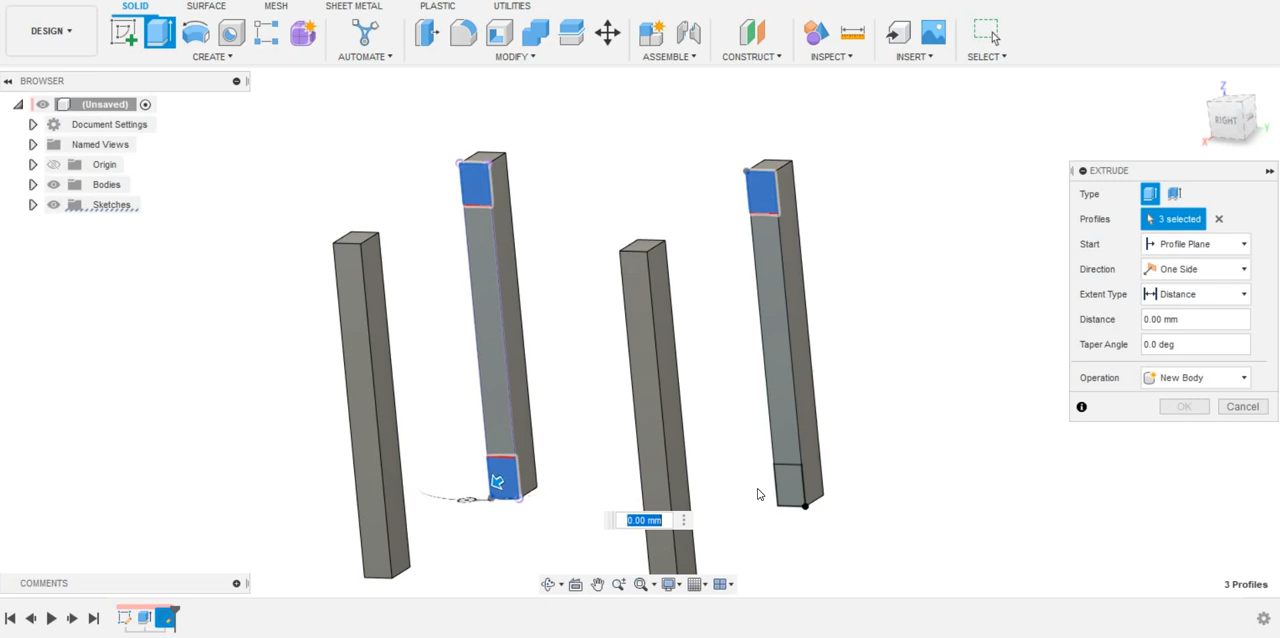 SOLID SURFACE MESH SHEET METAL PLASTIC UTILITIES
DESIGN
CREATE AUTOMATE MODIFY ASSEMBLE CONSTRUCT INSPECT INSERT SELECT
BROWSER
(Unsaved)
Document Settings
Named Views
Origin
Bodies
Sketches
Z
RIGHT
X
Y
EXTRUDE
Type
Profiles 3 selected
Start Profile Plane
Direction One Side
Extent Type Distance
Distance 0.00 mm
Taper Angle 0.0 deg
Operation New Body
OK Cancel
0.00 mm
COMMENTS
3 Profiles